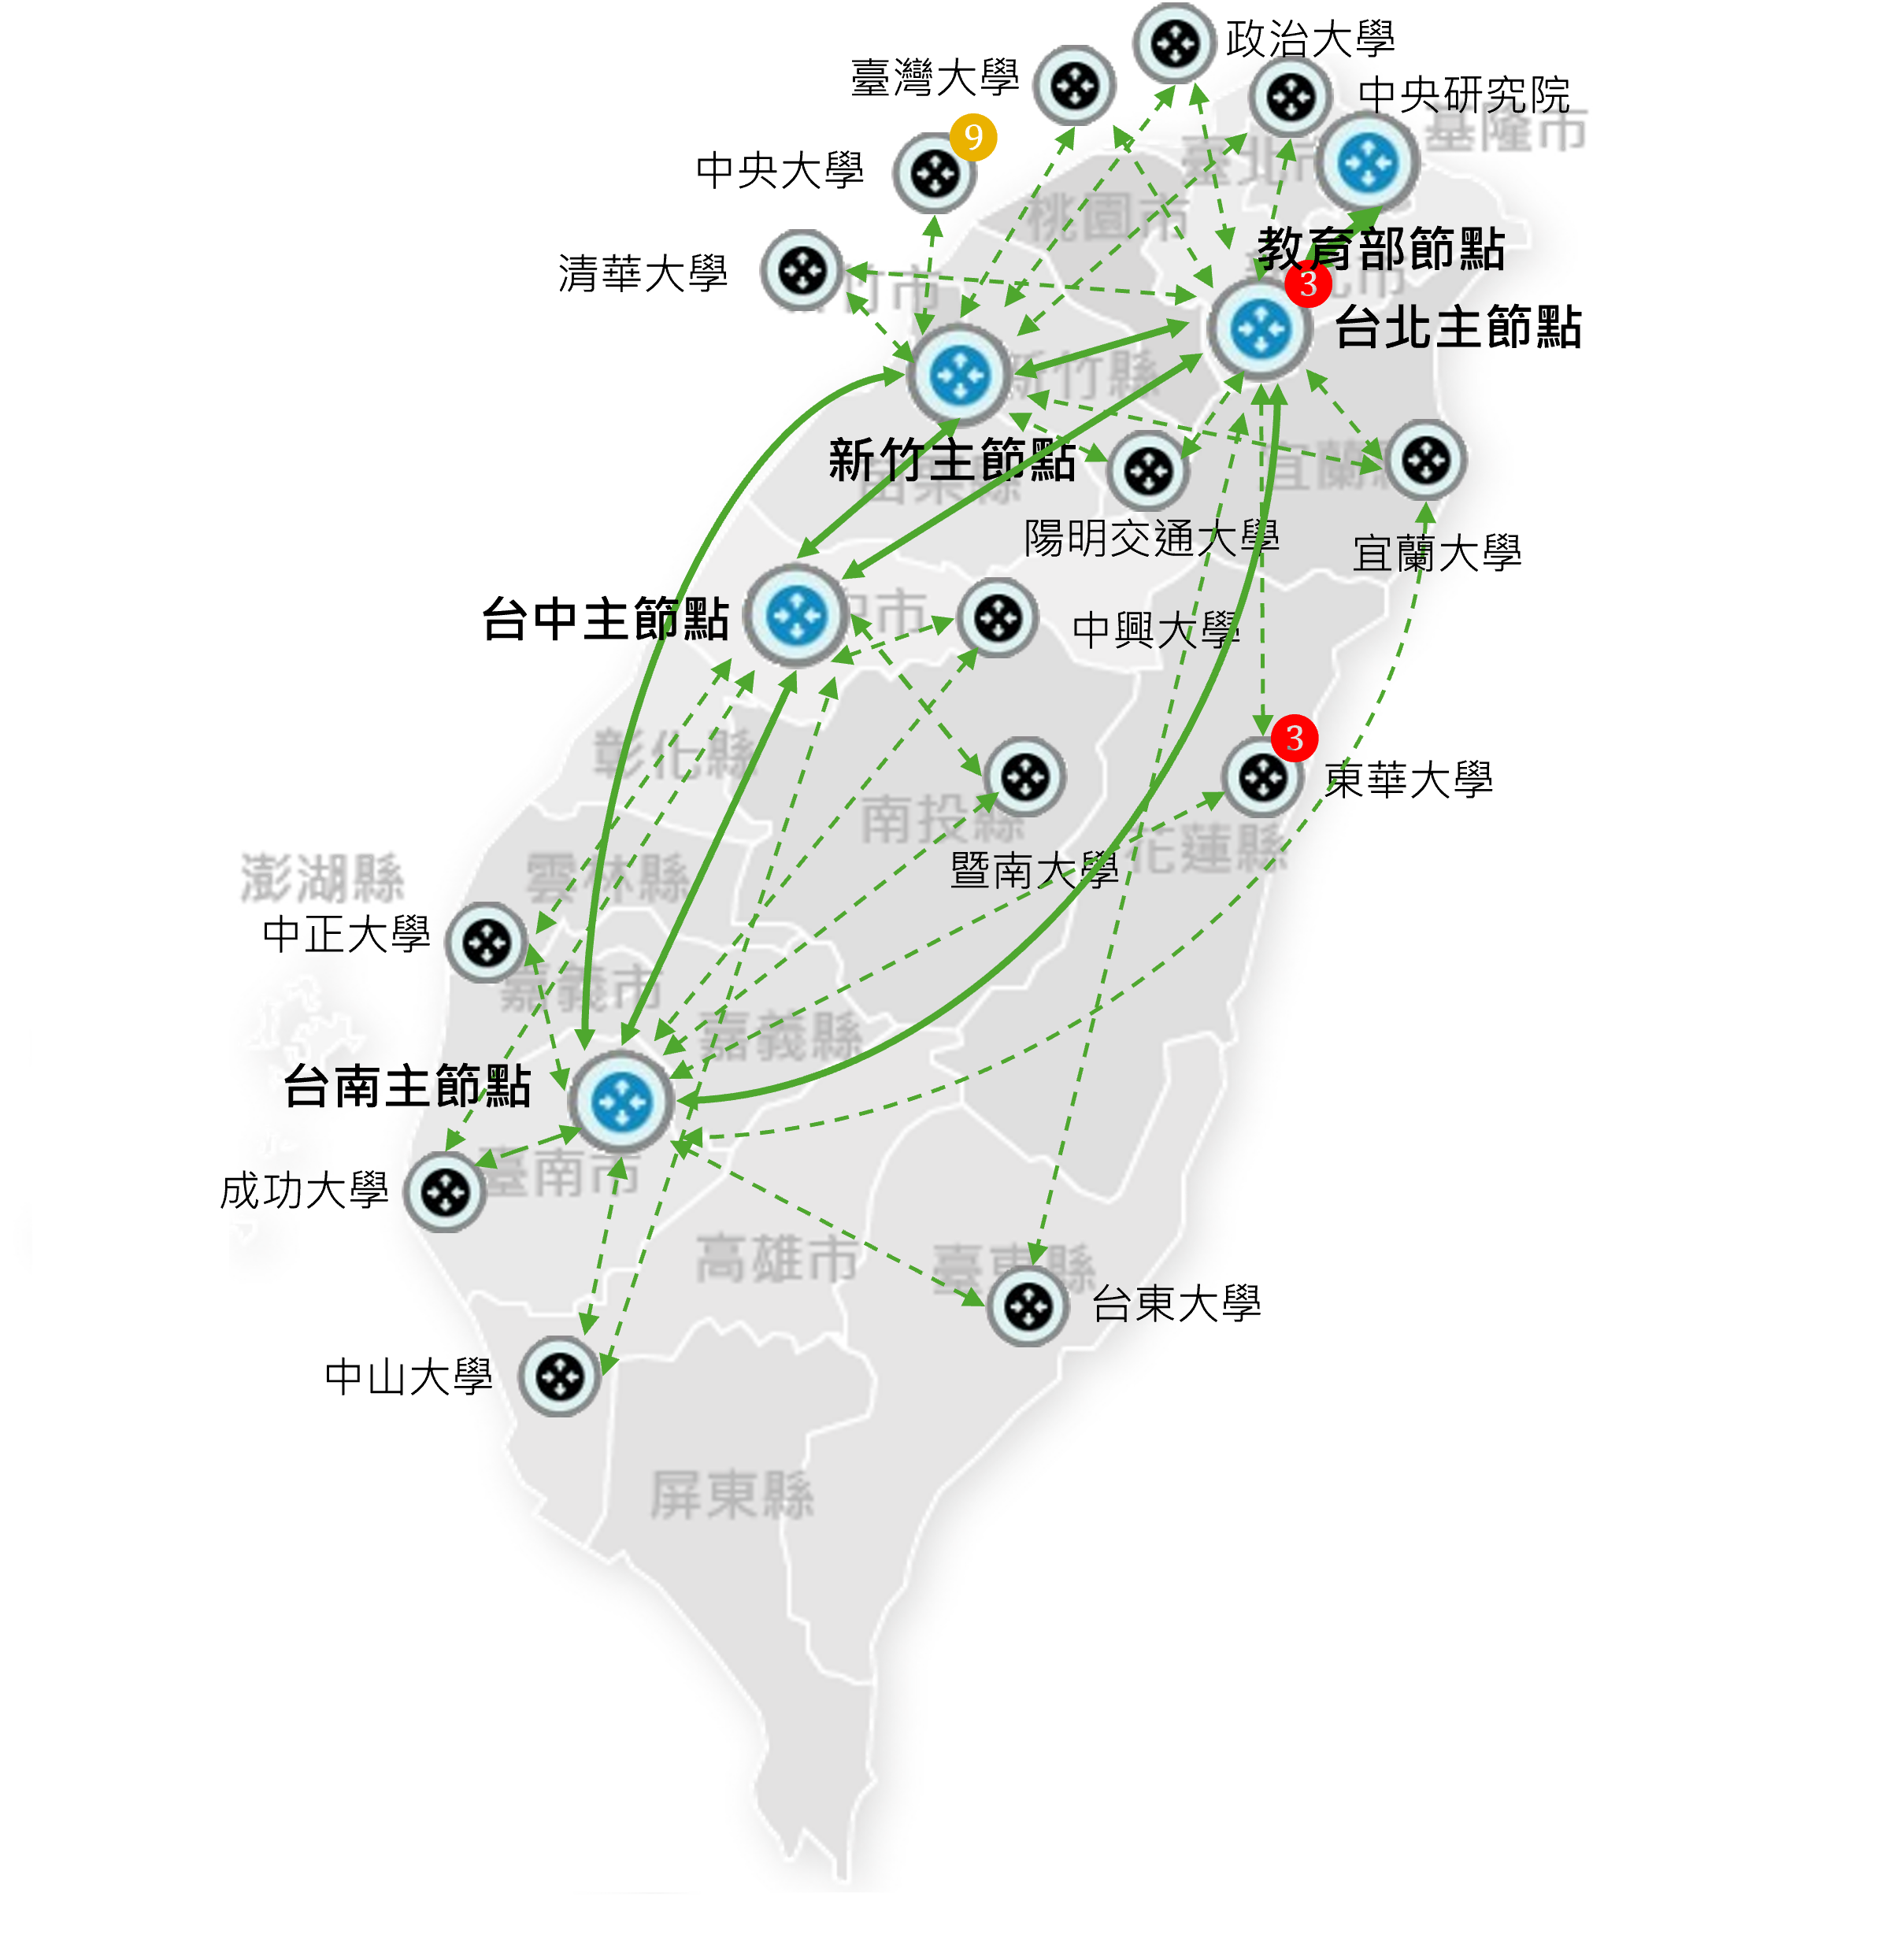 政治大學
臺灣大學
中央研究院
基隆市
9
中央大學
臺北市
桃園市
教育部節點
清華大學
3
台北主節點
新竹縣
新竹主節點
苗栗縣
宜蘭縣
陽明交通大學
宜蘭大學
台中主節點
中興大學
3
彰化縣
東華大學
南投縣
花蓮縣
暨南大學
澎湖縣
雲林縣
中正大學
嘉義市
嘉義縣
台南主節點
臺南市
成功大學
高雄市
臺東縣
台東大學
中山大學
屏東縣